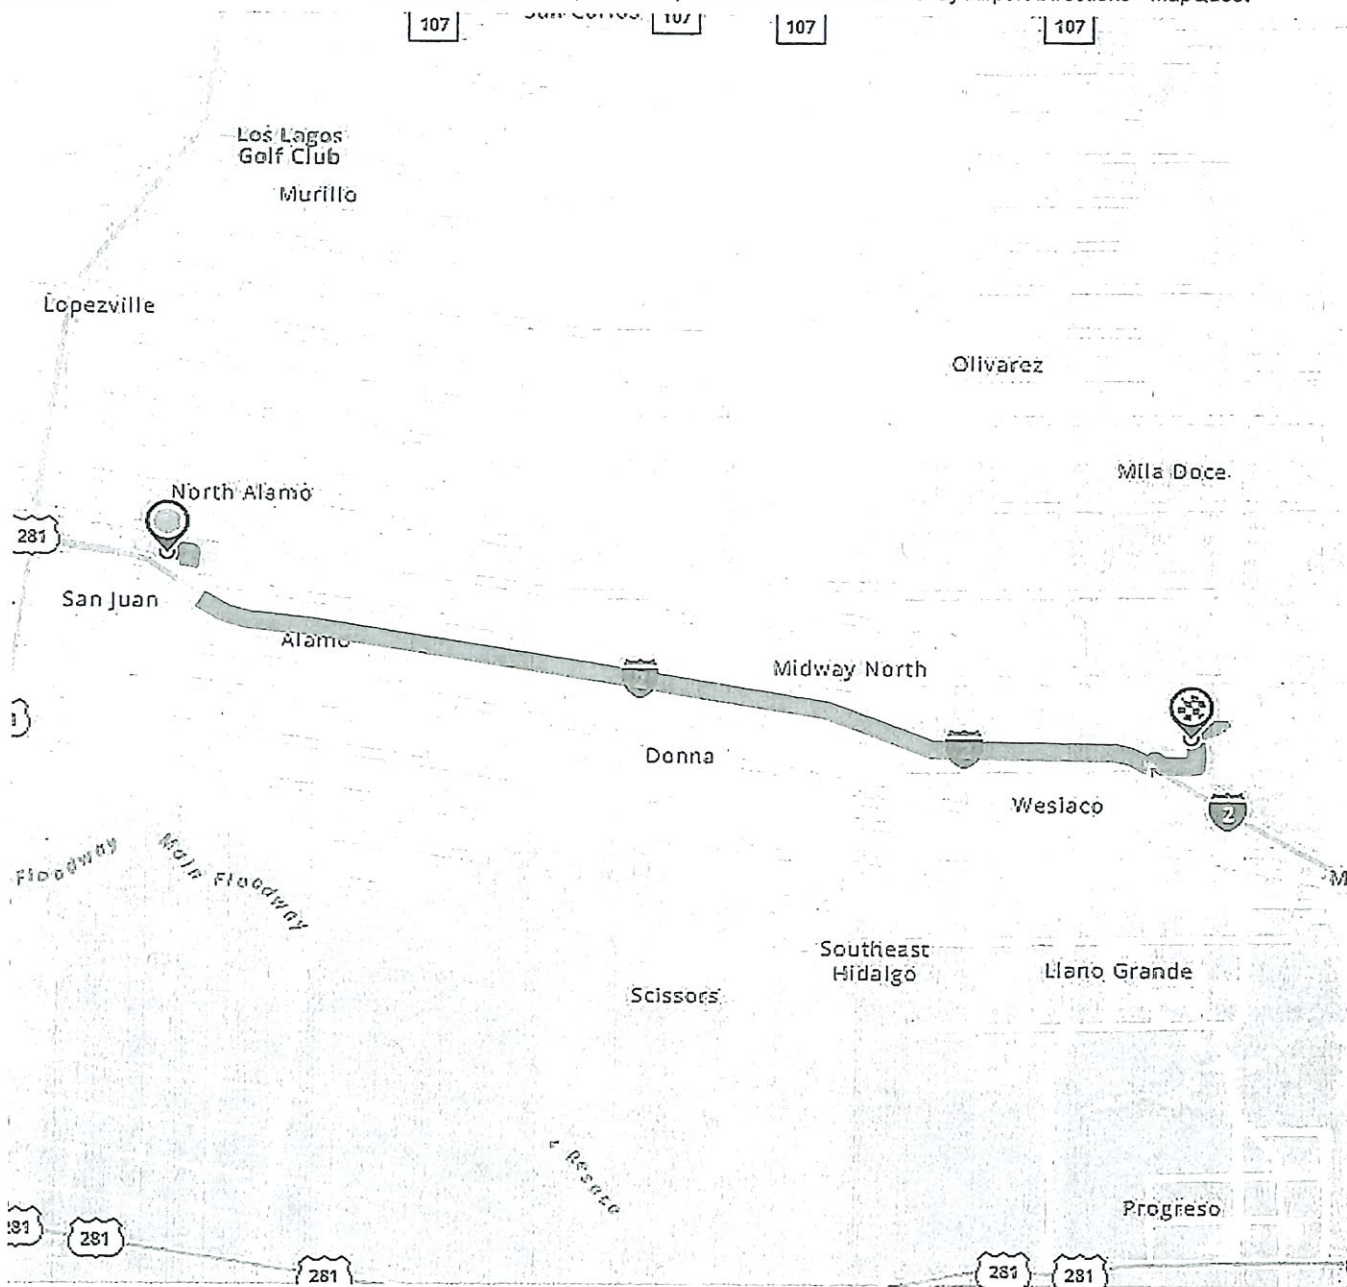 107
107
107
107
Los Lagos
Golf Club
Murillo
Lopezville
Olivarez
Mila Doce
North Alamo
281
San Juan
Alamo
Midway North
Donna
Weslaco
2
Floodway
Main Floodway
M
Southeast
Hidalgo
Llano Grande
Scissors
Progreso
281
281
281
281
281